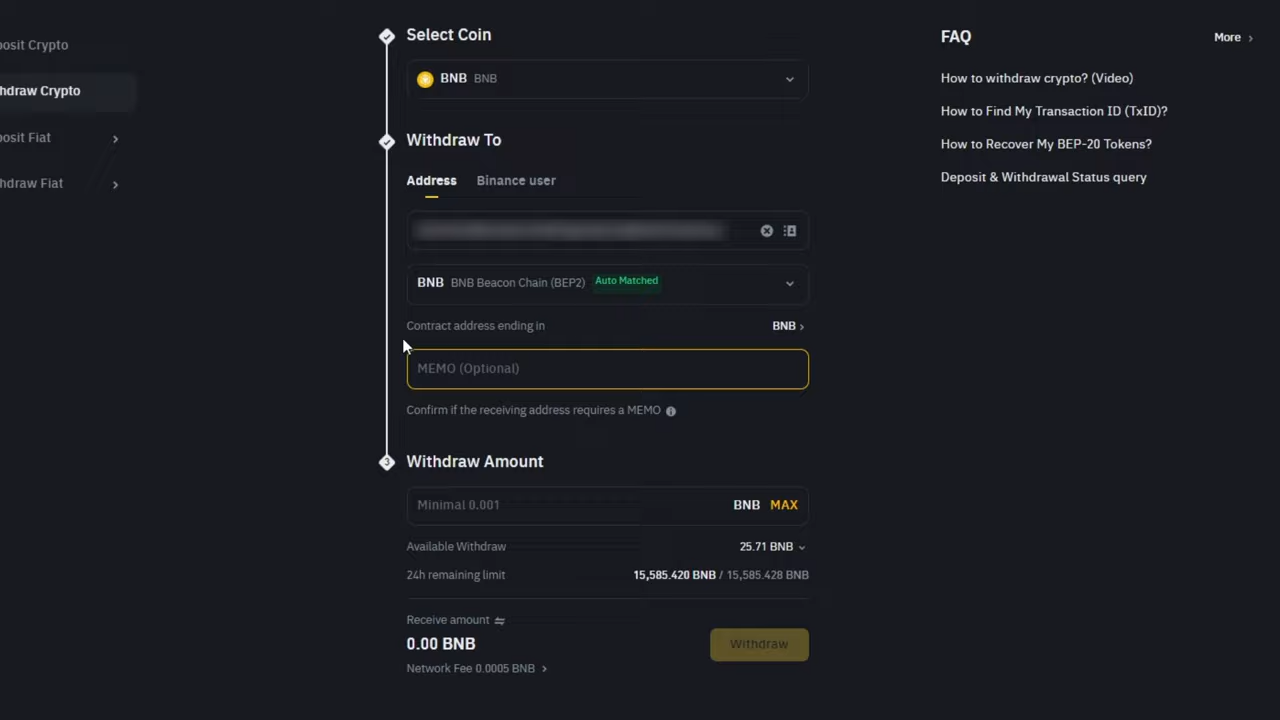 posit Crypto
hdraw Crypto
posit Fiat
hdraw Fiat
Select Coin
BNB BNB
Withdraw To
Address Binance user
BNB BNB Beacon Chain (BEP2) Auto Matched
Contract address ending in BNB
MEMO (Optional)
Confirm if the receiving address requires a MEMO
3 Withdraw Amount
Minimal 0.001 BNB MAX
Available Withdraw 25.71 BNB
24h remaining limit 15,585.420 BNB / 15,585.428 BNB
Receive amount
0.00 BNB
Withdraw
Network Fee 0.0005 BNB
FAQ More
How to withdraw crypto? (Video)
How to Find My Transaction ID (TxID)?
How to Recover My BEP-20 Tokens?
Deposit & Withdrawal Status query